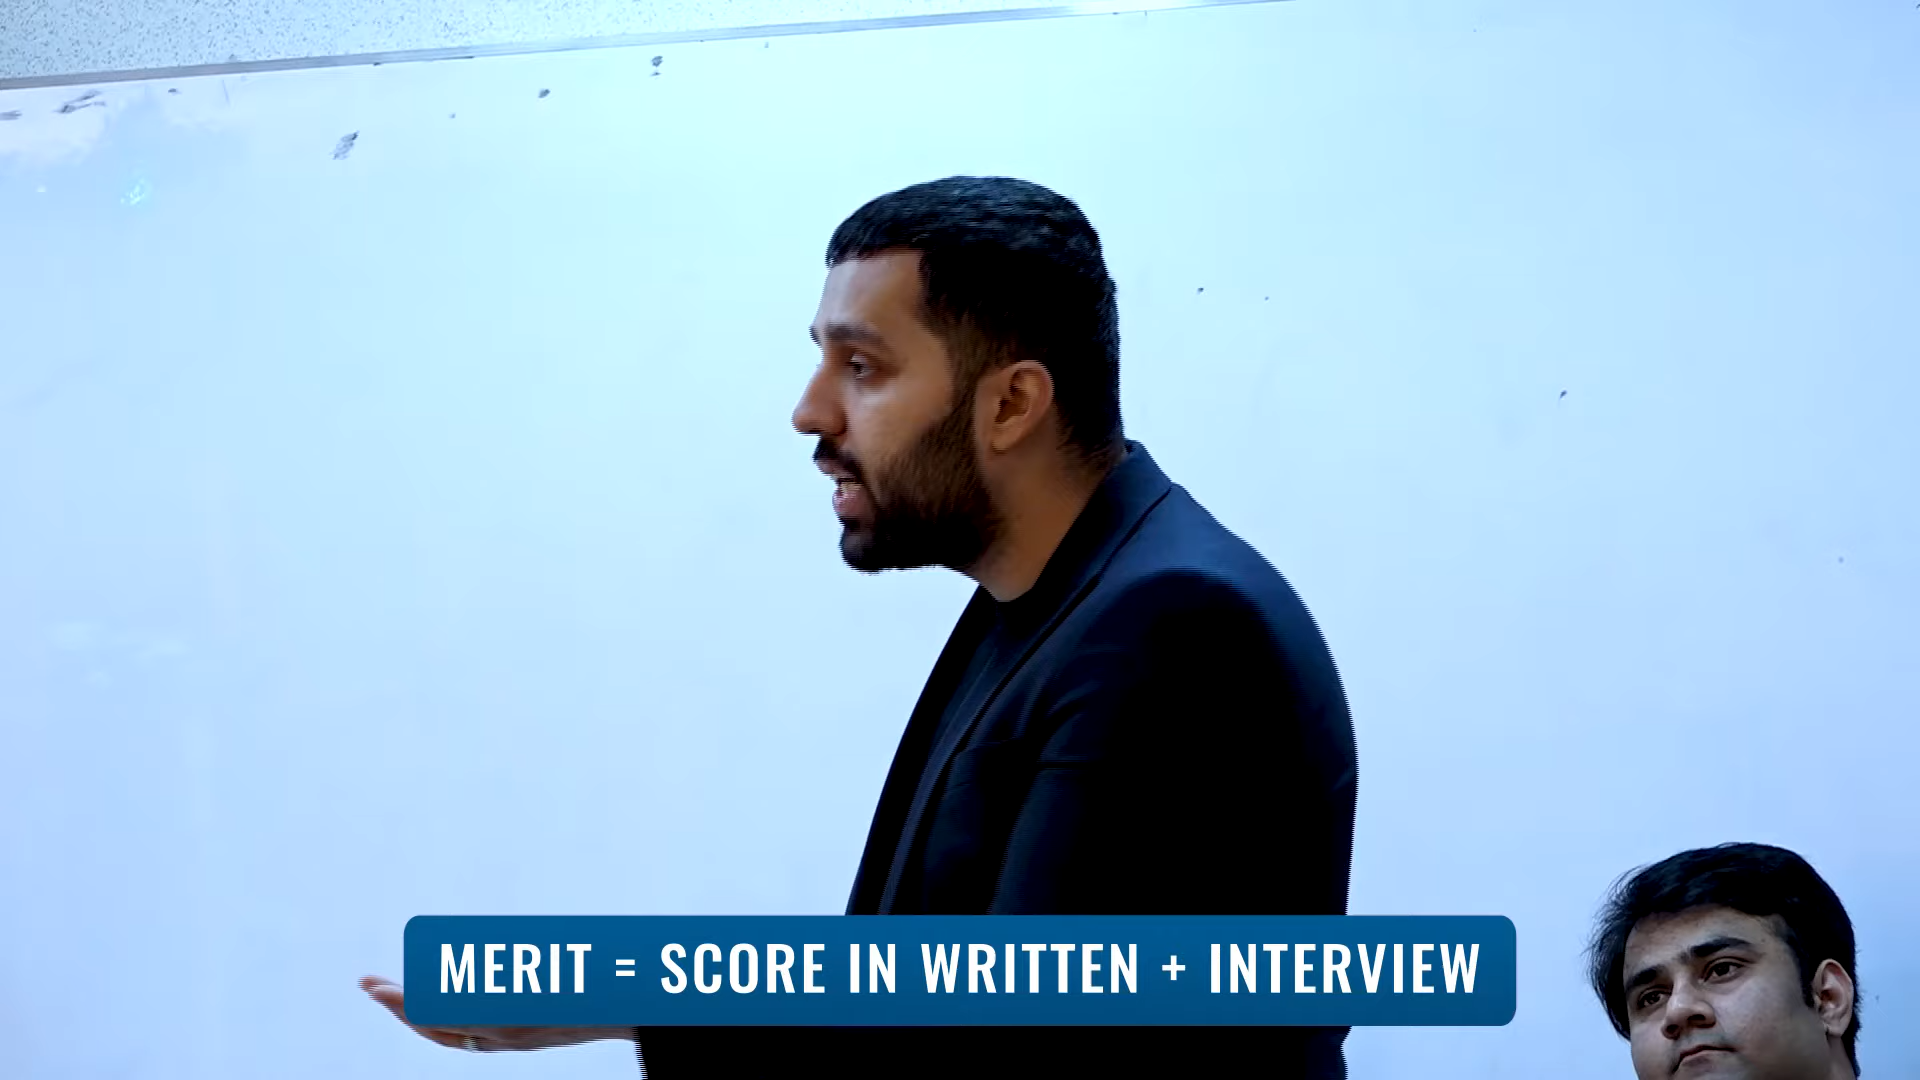 MERIT = SCORE IN WRITTEN + INTERVIEW